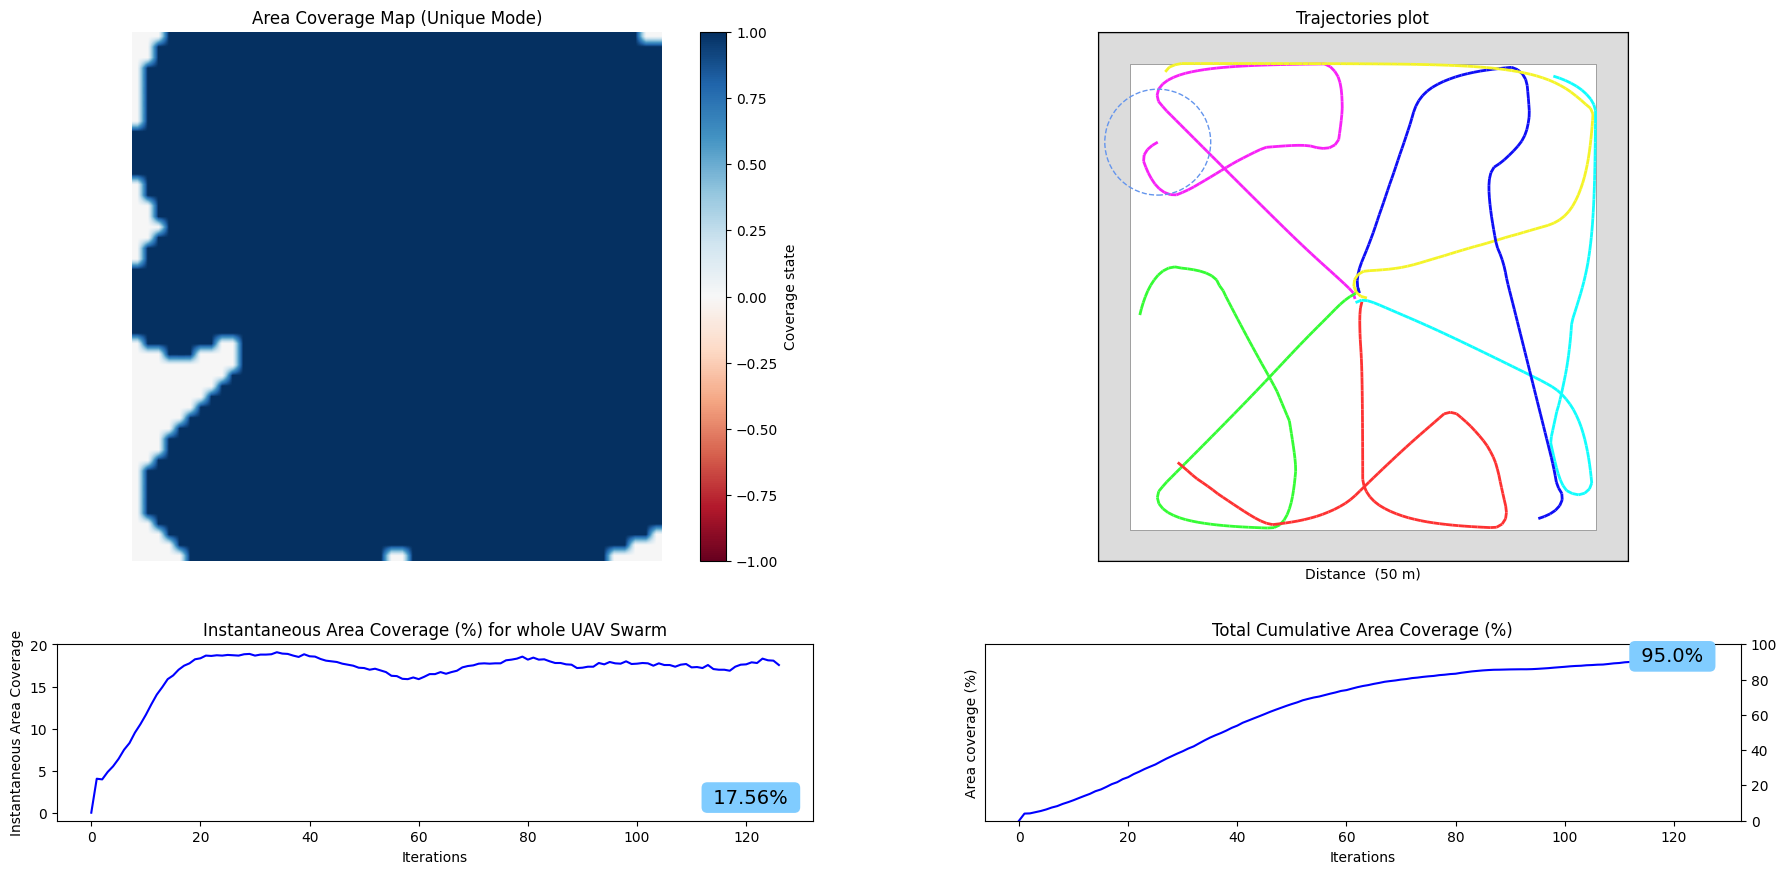 Area Coverage Map (Unique Mode)
1.00
0.75
0.50
0.25
0.00
−0.25
−0.50
−0.75
−1.00
Coverage state
Trajectories plot
Distance  (50 m)
Instantaneous Area Coverage (%) for whole UAV Swarm
Instantaneous Area Coverage
20
15
10
5
0
17.56%
0 20 40 60 80 100 120
Iterations
Total Cumulative Area Coverage (%)
Area coverage (%)
95.0%
100
80
60
40
20
0
0 20 40 60 80 100 120
Iterations